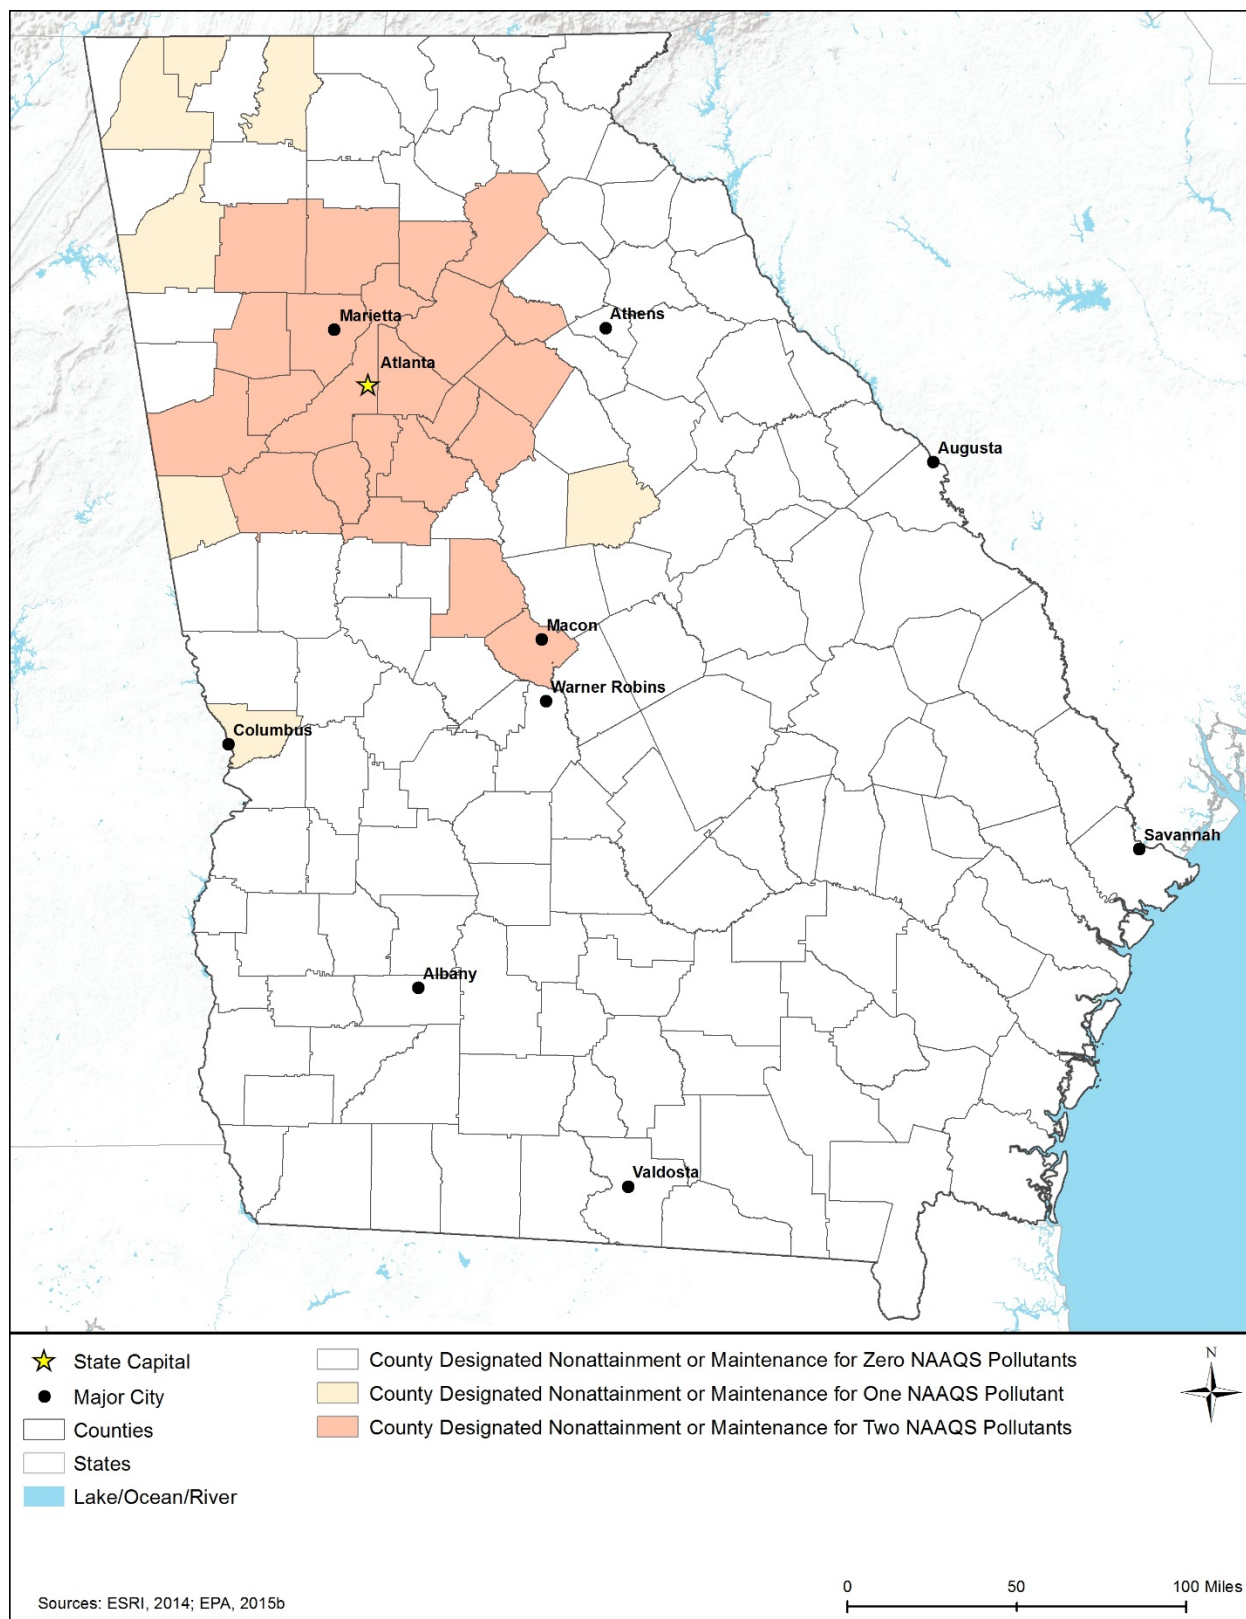 Marietta
Athens
Atlanta
Augusta
Macon
Warner Robins
Columbus
Savannah
Albany
Valdosta
State Capital
Major City
Counties
States
Lake/Ocean/River
County Designated Nonattainment or Maintenance for Zero NAAQS Pollutants
County Designated Nonattainment or Maintenance for One NAAQS Pollutant
County Designated Nonattainment or Maintenance for Two NAAQS Pollutants
N
Sources: ESRI, 2014; EPA, 2015b
0 50 100 Miles